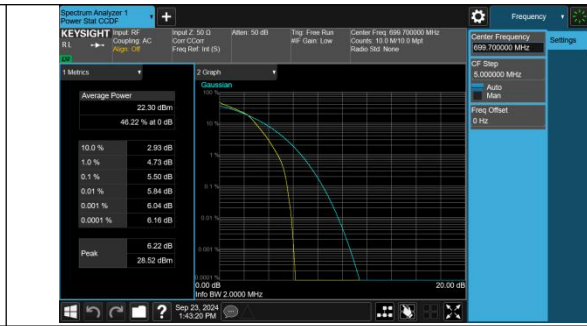 Spectrum Analyzer 1
Power Stat CCDF
Frequency
KEYSIGHT
Input: RF
Coupling: AC
Align: Off
Input Z: 50 Ω
Corr CCorr
Freq Ref: Int (S)
Atten: 50 dB
Trig: Free Run
#IF Gain: Low
Center Freq: 699.700000 MHz
Counts: 10.0 M/10.0 Mpt
Radio Std: None
RL
Center Frequency
699.700000 MHz
Settings
CF Step
5.000000 MHz
Auto
Man
Freq Offset
0 Hz
1 Metrics
Average Power
22.30 dBm
46.22 % at 0 dB
10.0 % 2.93 dB
1.0 % 4.73 dB
0.1 % 5.50 dB
0.01 % 5.84 dB
0.001 % 6.04 dB
0.0001 % 6.16 dB
Peak 6.22 dB
28.52 dBm
2 Graph
Gaussian
100 %
10 %
1 %
0.1 %
0.01 %
0.001 %
0.0001 %
0.00 dB 20.00 dB
Info BW 2.0000 MHz
Sep 23, 2024
1:43:20 PM